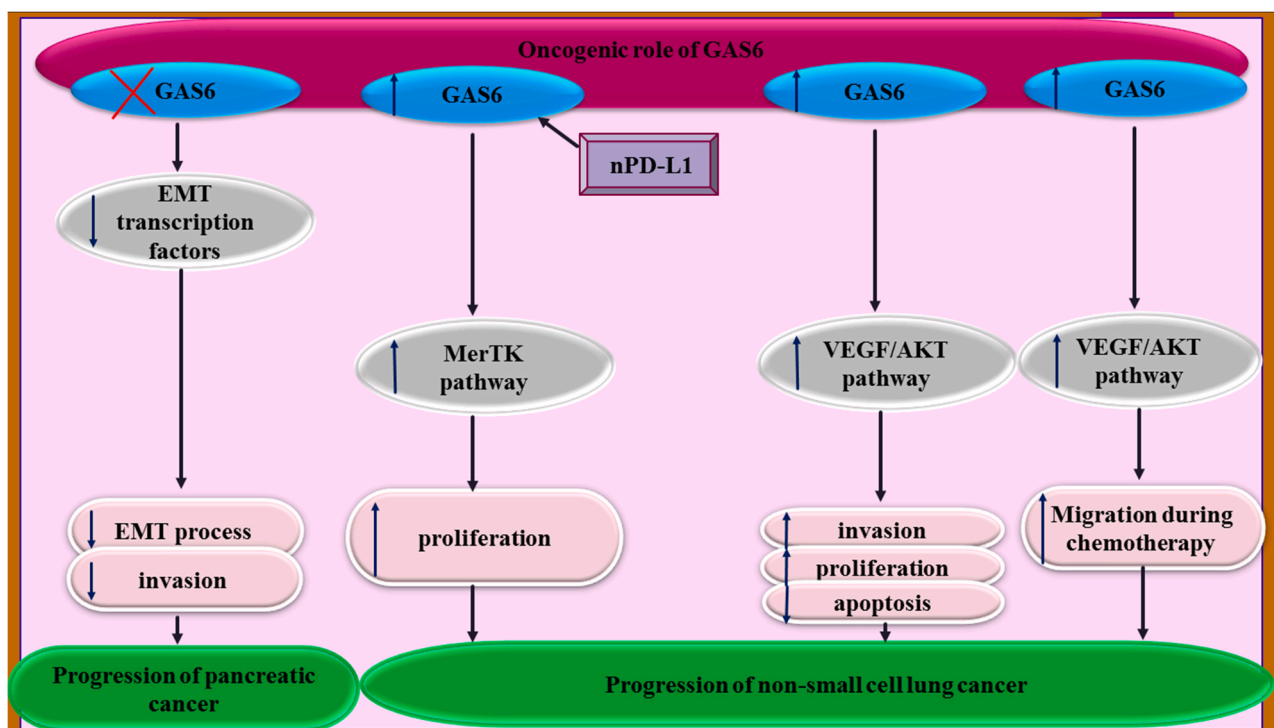 Oncogenic role of GAS6
GAS6
GAS6
GAS6
GAS6
nPD-L1
EMT
transcription
factors
MerTK
pathway
VEGF/AKT
pathway
VEGF/AKT
pathway
EMT process
invasion
proliferation
invasion
proliferation
apoptosis
Migration during
chemotherapy
Progression of pancreatic
cancer
Progression of non-small cell lung cancer